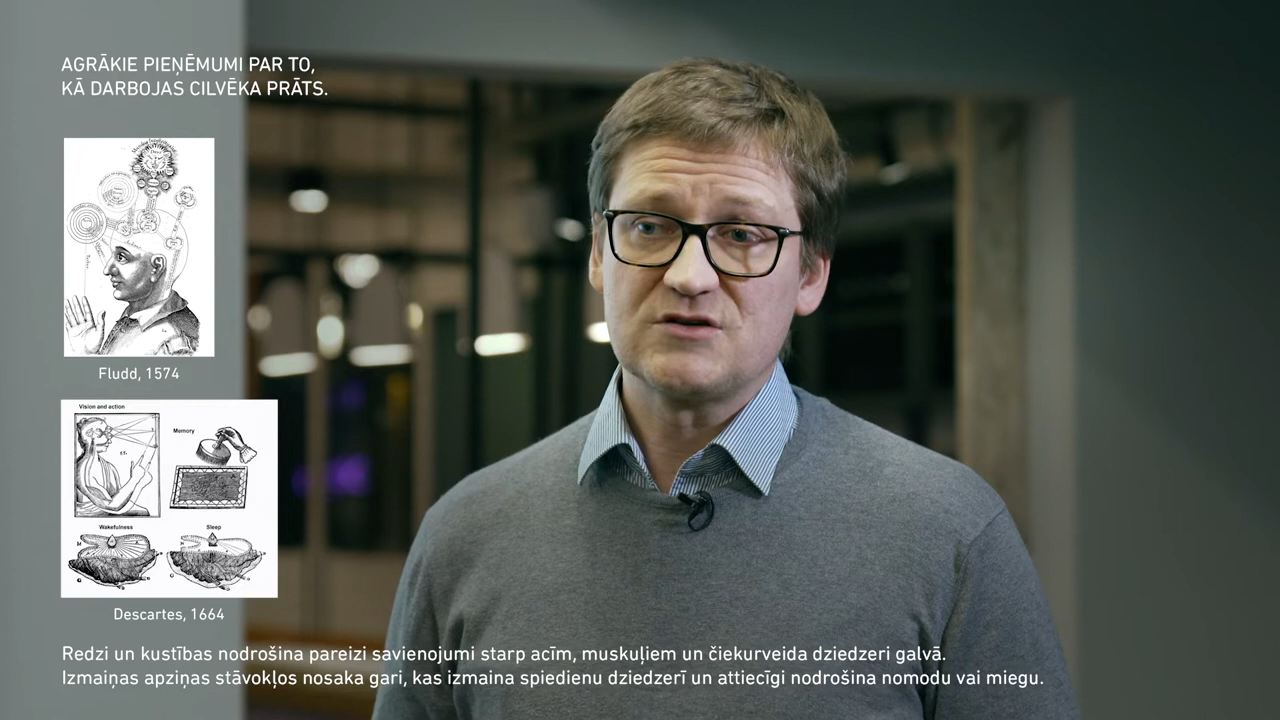 AGRĀKIE PIEŅĒMUMI PAR TO,
KĀ DARBOJAS CILVĒKA PRĀTS.
Fludd, 1574
Vision and action
Memory
Wakefulness
Sleep
Descartes, 1664
Redzi un kustības nodrošina pareizi savienojumi starp acīm, muskuļiem un čiekurveida dziedzeri galvā.
Izmaiņas apziņas stāvokļos nosaka gari, kas izmaina spiedienu dziedzerī un attiecīgi nodrošina nomodu vai miegu.